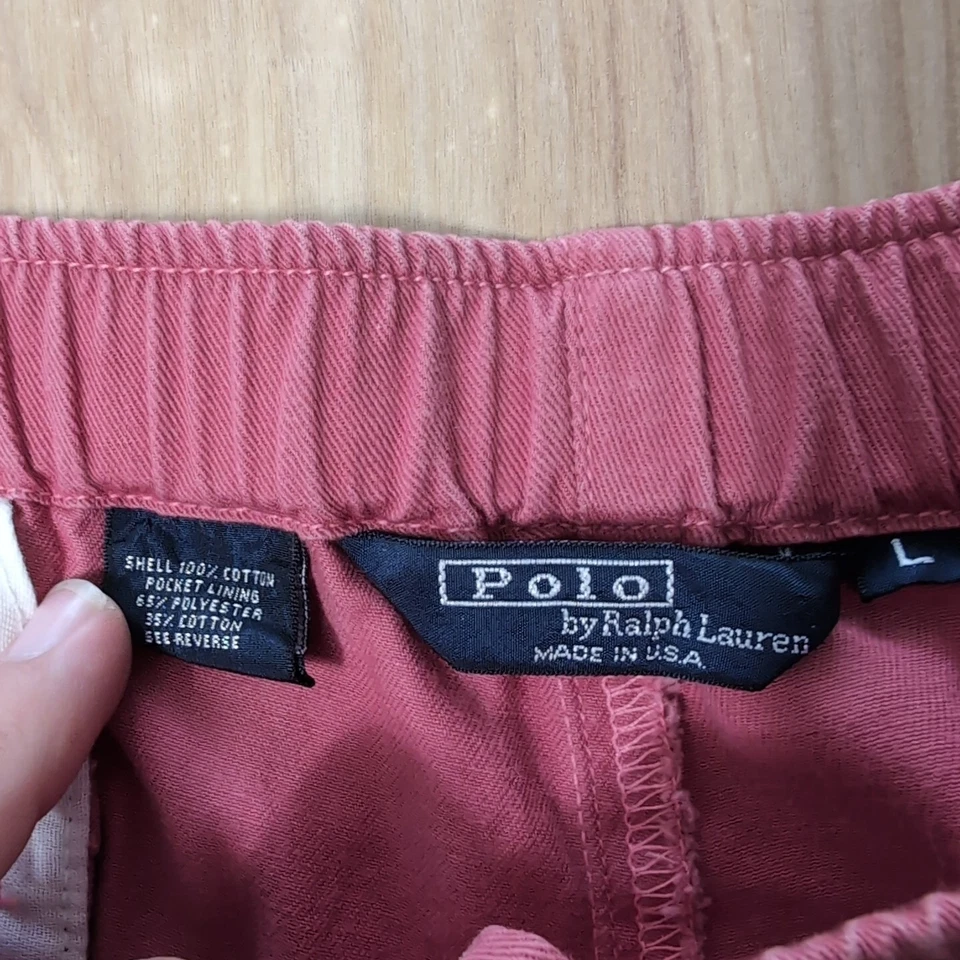 SHELL 100% COTTON
POCKET LINING
65% POLYESTER
35% COTTON
SEE REVERSE
Polo
by Ralph Lauren
MADE IN U.S.A.
L